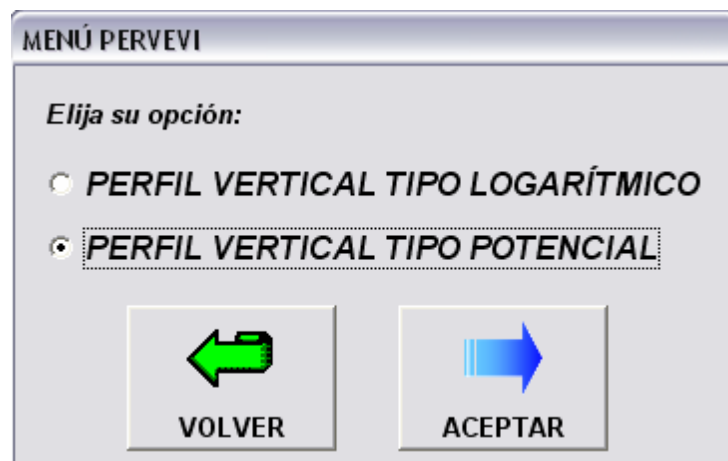 MENÚ PERVEVI
Elija su opción:
PERFIL VERTICAL TIPO LOGARÍTMICO
PERFIL VERTICAL TIPO POTENCIAL
VOLVER ACEPTAR